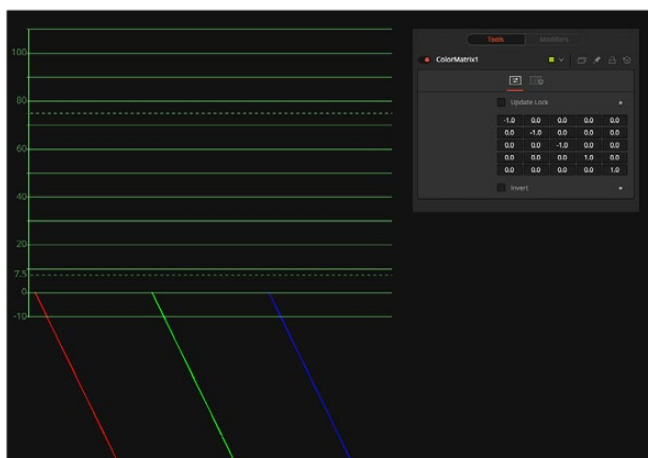 100
80
60
40
20
7.5
0
-10
Tools Modifiers
ColorMatrix1
Update Lock
-1.0 0.0 0.0 0.0 0.0
0.0 -1.0 0.0 0.0 0.0
0.0 0.0 -1.0 0.0 0.0
0.0 0.0 0.0 1.0 0.0
0.0 0.0 0.0 0.0 1.0
Invert